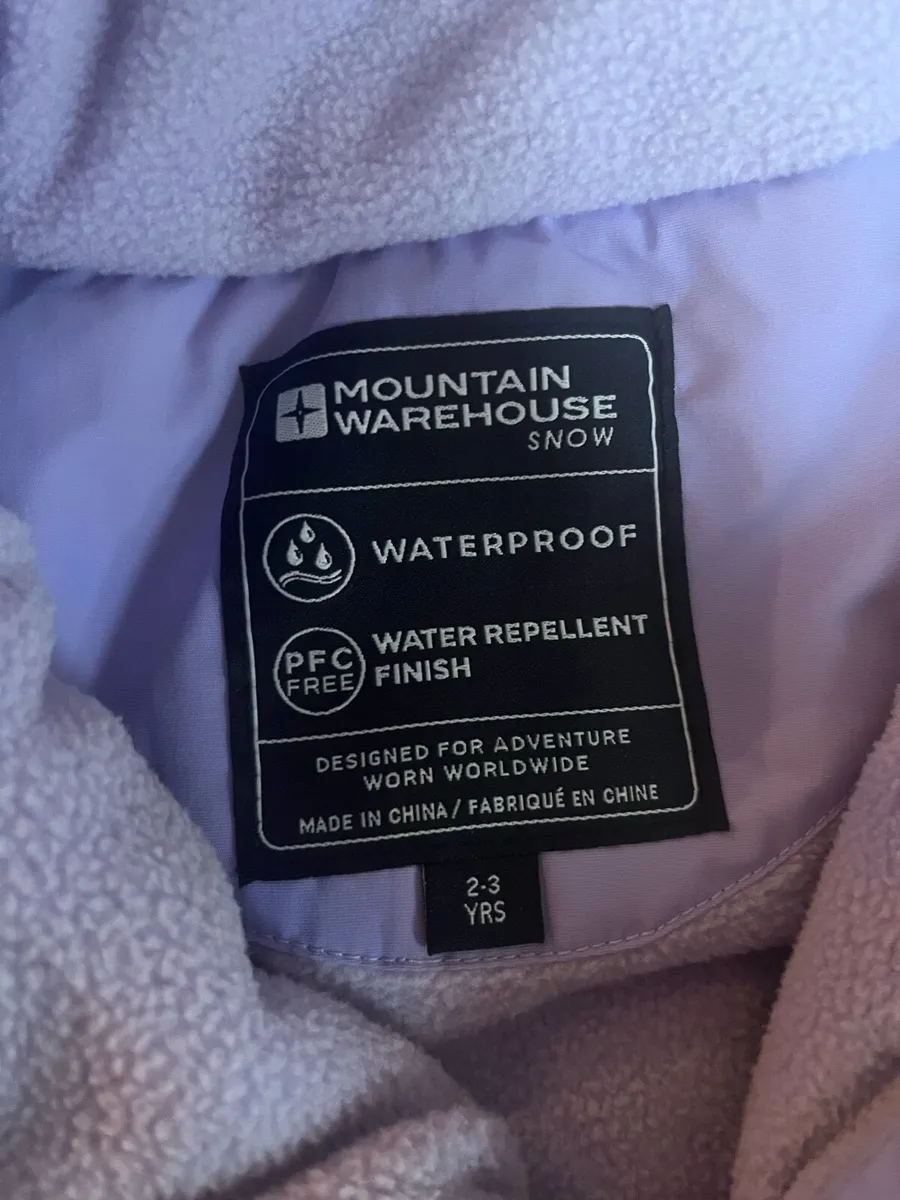 MOUNTAIN
WAREHOUSE
SNOW
WATERPROOF
PFC
FREE
WATER REPELLENT
FINISH
DESIGNED FOR ADVENTURE
WORN WORLDWIDE
MADE IN CHINA / FABRIQUÉ EN CHINE
2-3
YRS